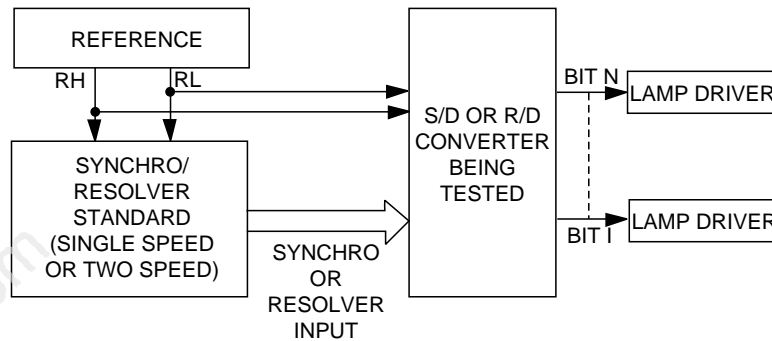 REFERENCE
RH
RL
SYNCHRO/
RESOLVER
STANDARD
(SINGLE SPEED
OR TWO SPEED)
SYNCHRO
OR
RESOLVER
INPUT
S/D OR R/D
CONVERTER
BEING
TESTED
BIT N
LAMP DRIVER
BIT I
LAMP DRIVER